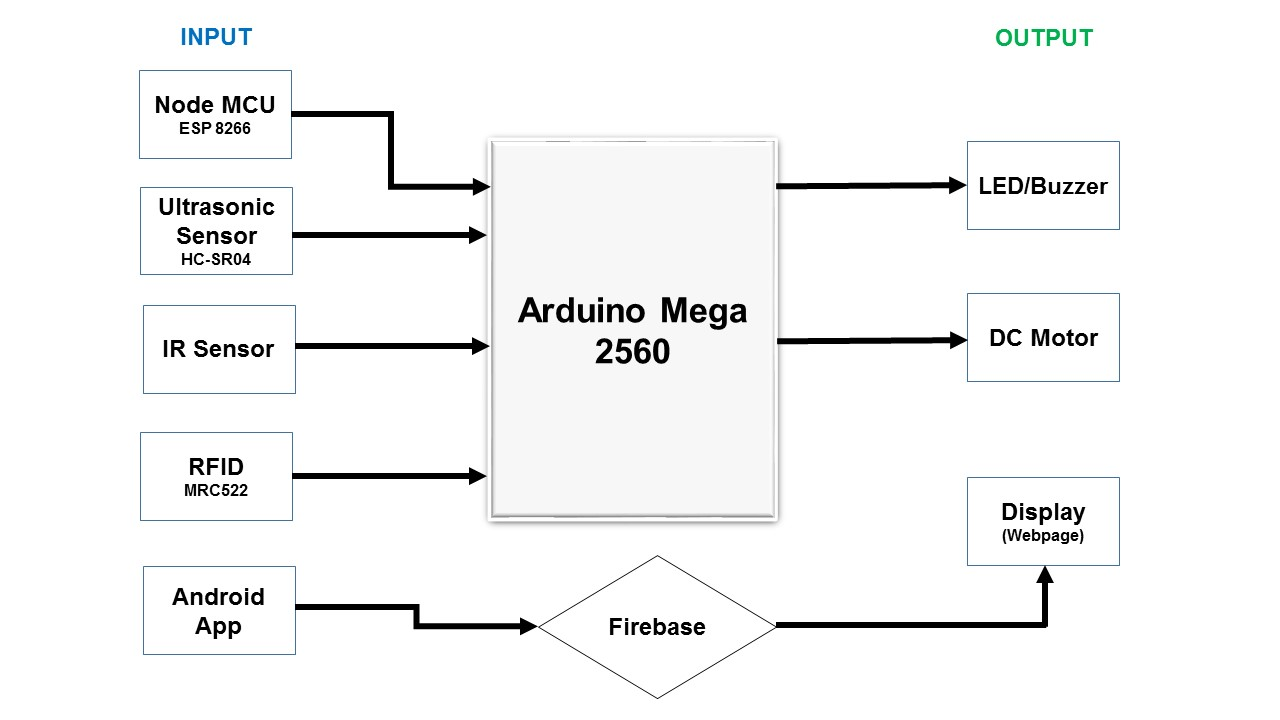 INPUT
OUTPUT
Node MCU
ESP 8266
Ultrasonic
Sensor
HC-SR04
IR Sensor
RFID
MRC522
Android
App
Arduino Mega
2560
Firebase
LED/Buzzer
DC Motor
Display
(Webpage)